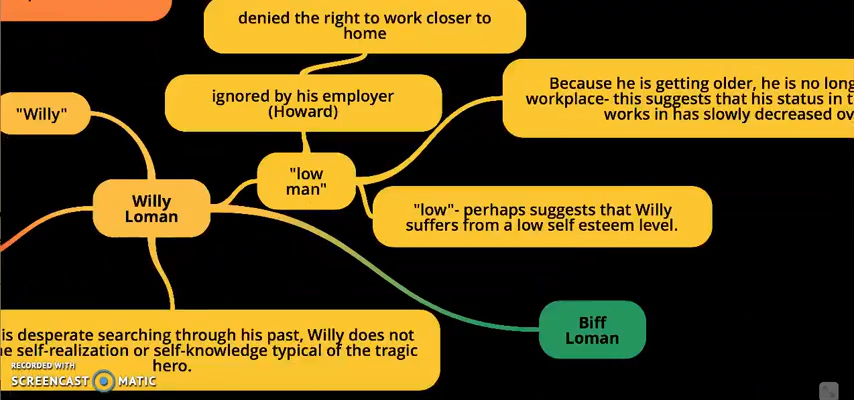 denied the right to work closer to
home
ignored by his employer
(Howard)
Because he is getting older, he is no
workplace- this suggests that his status in
works in has slowly decreased
"Willy"
"low
man"
Willy
Loman
"low"- perhaps suggests that Willy
suffers from a low self esteem level.
Biff
Loman
is desperate searching through his past, Willy does not
self-realization or self-knowledge typical of the tragic
hero.
RECORDED WITH
SCREENCAST MATIC